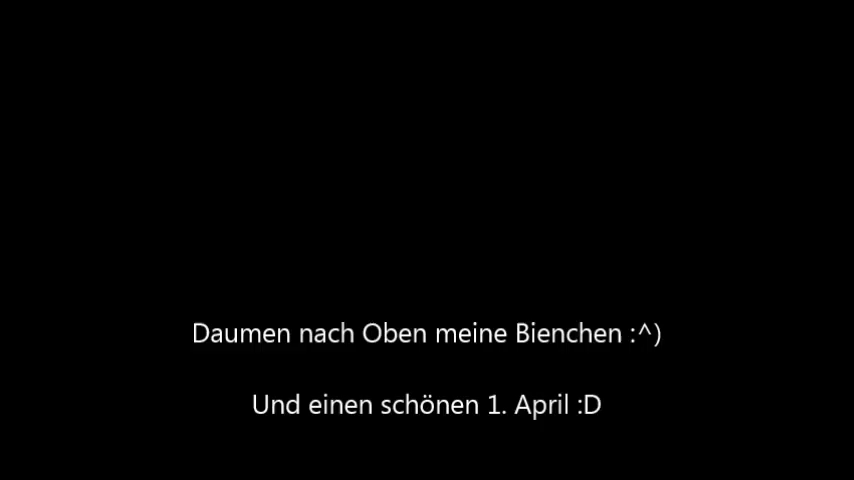 Daumen nach Oben meine Bienchen :^)
Und einen schönen 1. April :D